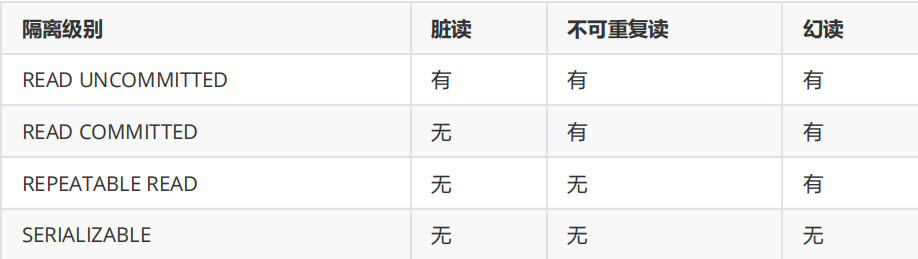 隔离级别 脏读 不可重复读 幻读
READ UNCOMMITTED 有 有 有
READ COMMITTED 无 有 有
REPEATABLE READ 无 无 有
SERIALIZABLE 无 无 无